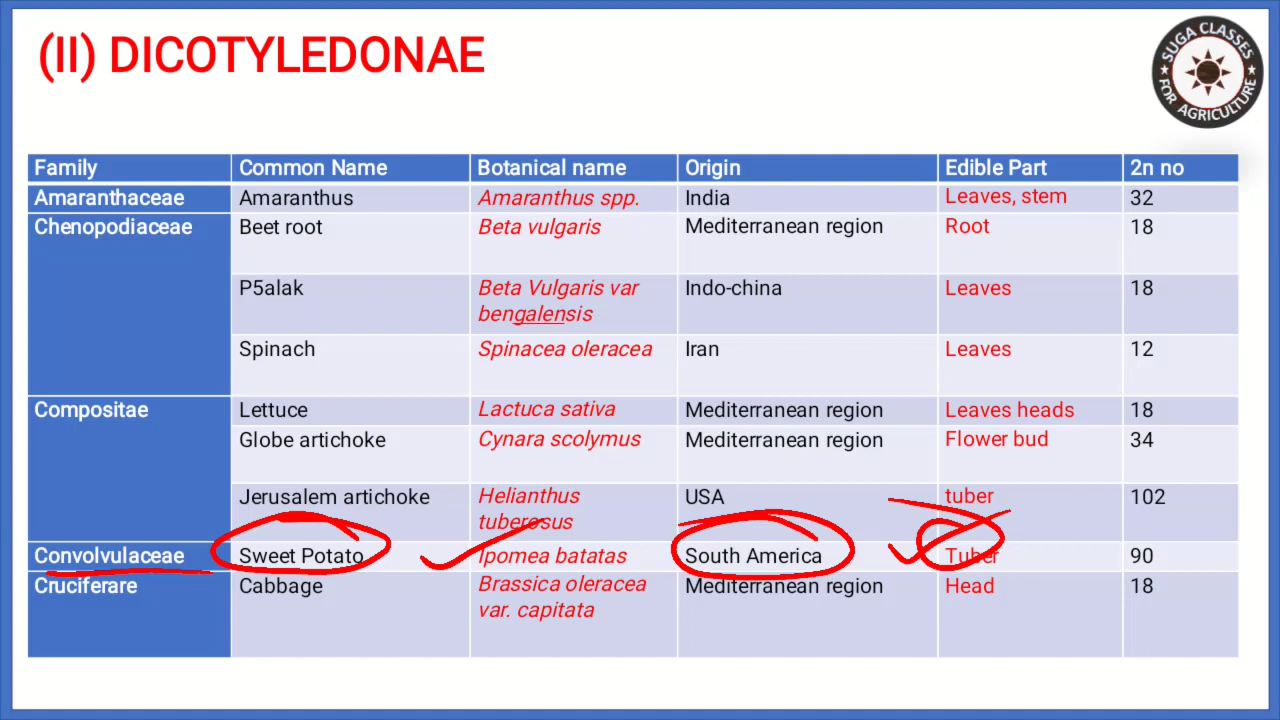 (II) DICOTYLEDONAE
SUGA CLASSES
FOR AGRICULTURE
Family Common Name Botanical name Origin Edible Part 2n no
Amaranthaceae Amaranthus Amaranthus spp. India Leaves, stem 32
Chenopodiaceae Beet root Beta vulgaris Mediterranean region Root 18
P5alak Beta Vulgaris var Indo-china Leaves 18
bengalensis
Spinach Spinacea oleracea Iran Leaves 12
Compositae Lettuce Lactuca sativa Mediterranean region Leaves heads 18
Globe artichoke Cynara scolymus Mediterranean region Flower bud 34
Jerusalem artichoke Helianthus USA tuber 102
tuberosus
Convolvulaceae Sweet Potato Ipomea batatas South America Tuber 90
Cruciferare Cabbage Brassica oleracea Mediterranean region Head 18
var. capitata